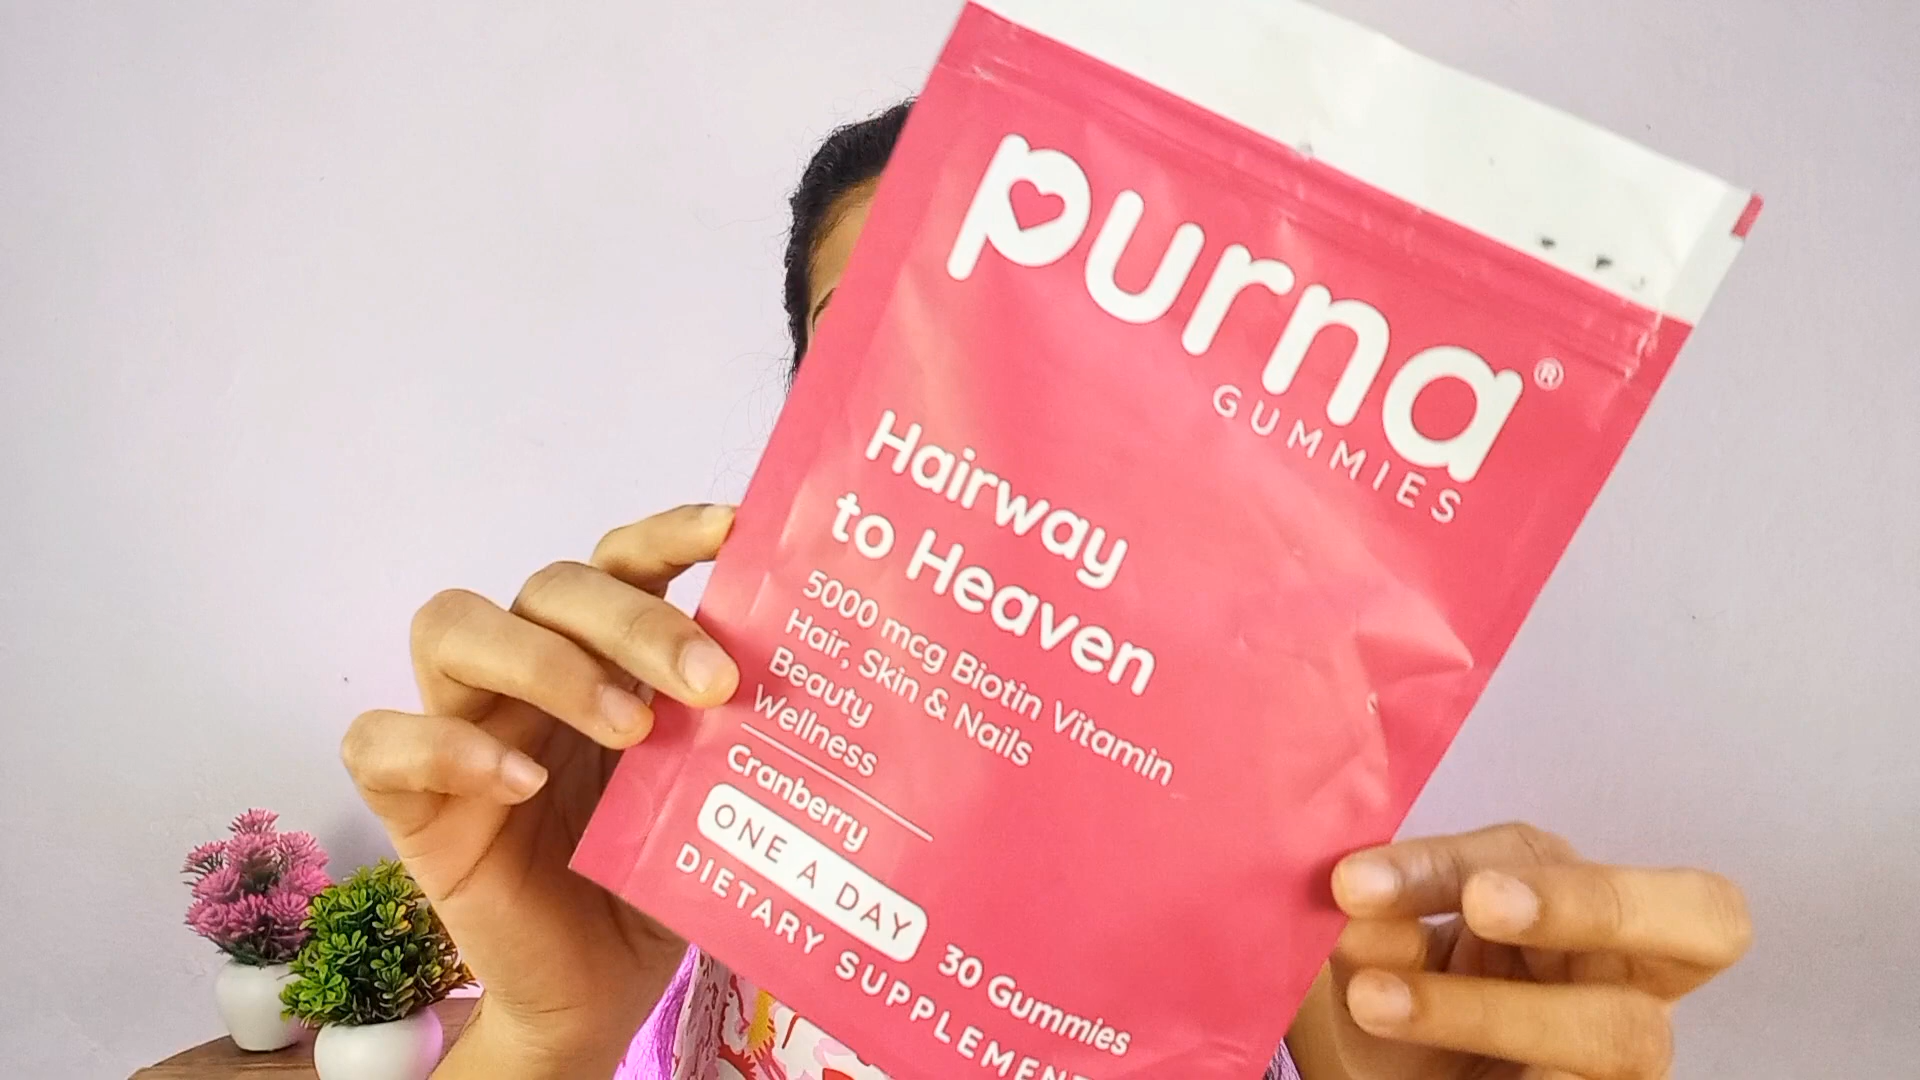 purna®
GUMMIES
Hairway
to Heaven
5000 mcg Biotin Vitamin
Hair, Skin & Nails
Beauty
Wellness
Cranberry
ONE A DAY
30 Gummies
DIETARY SUPPLEMENT